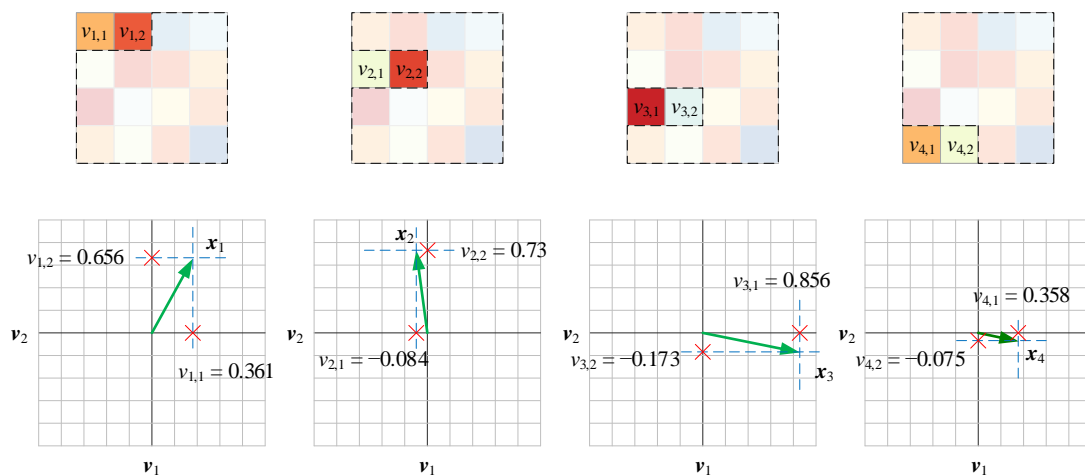 v1,1 v1,2
v2,1 v2,2
v3,1 v3,2
v4,1 v4,2
v1,2 = 0.656
x1
v1,1 = 0.361
v2
v1
x2
v2,2 = 0.73
v2,1 = −0.084
v2
v1
v3,1 = 0.856
v3,2 = −0.173
x3
v2
v1
v4,1 = 0.358
v4,2 = −0.075
x4
v2
v1